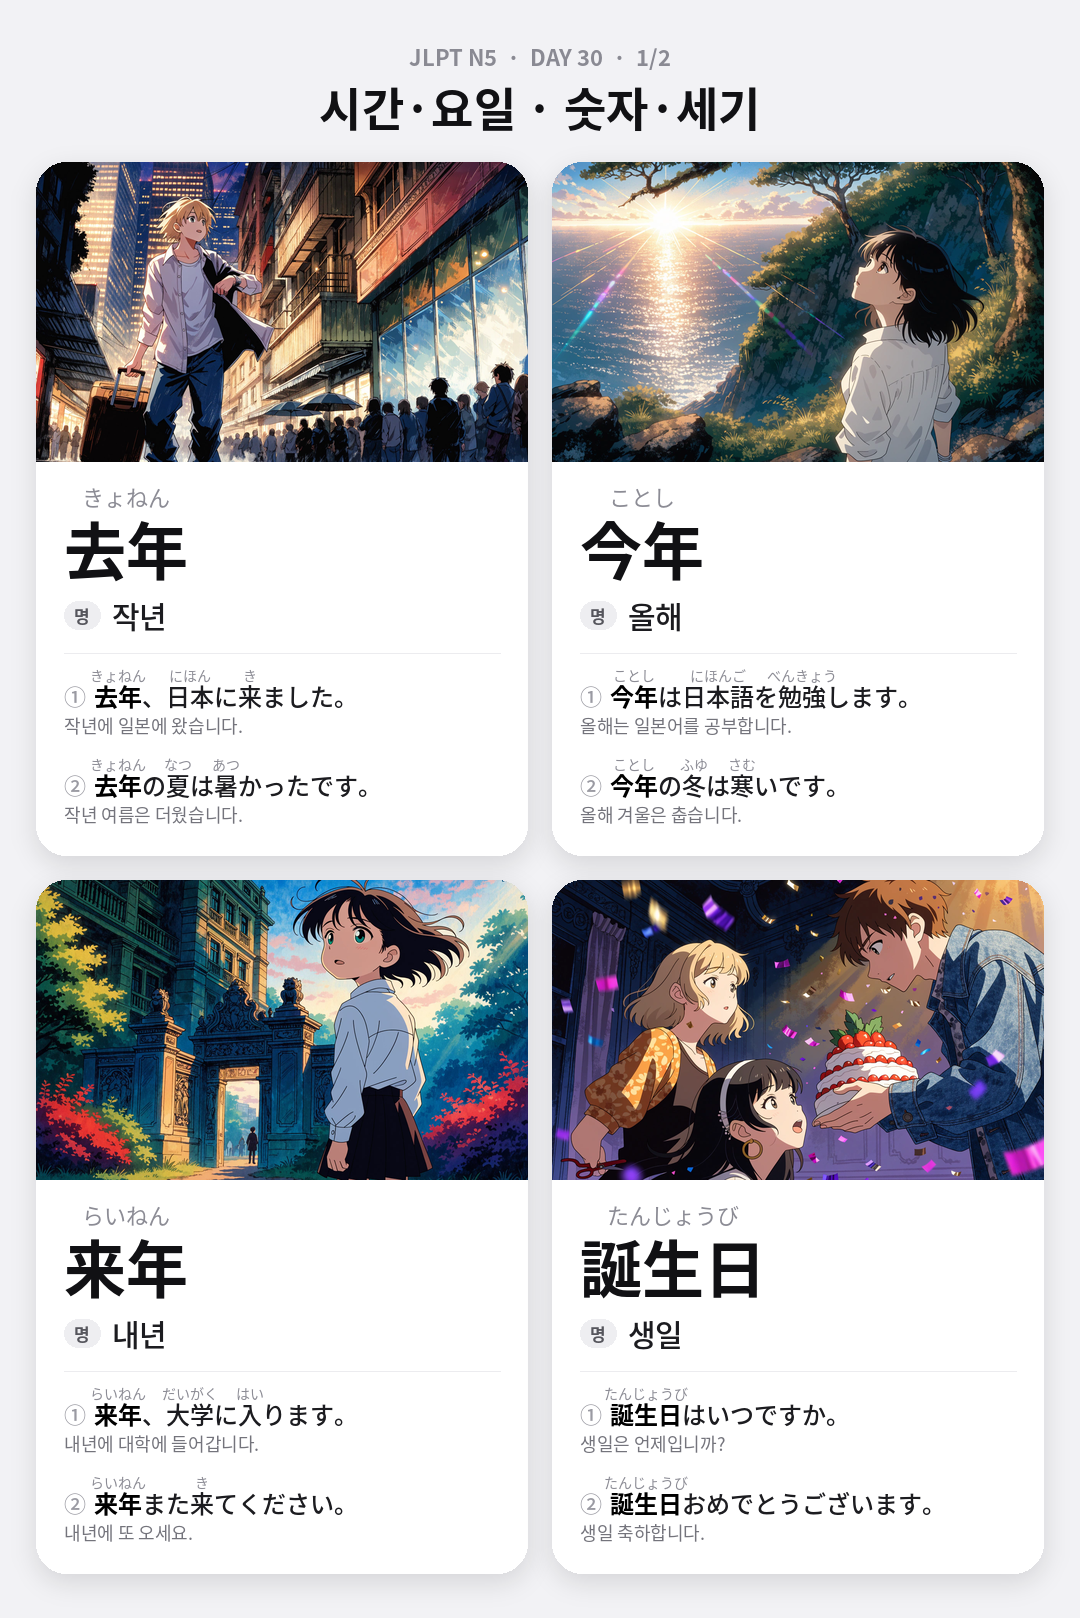 JLPT N5 · DAY 30 · 1/2
시간·요일 · 숫자·세기
きょねん
去年
명 작년
きょねん にほん き
① 去年、日本に来ました。
작년에 일본에 왔습니다.
きょねん なつ あつ
② 去年の夏は暑かったです。
작년 여름은 더웠습니다.
ことし
今年
명 올해
ことし にほんご べんきょう
① 今年は日本語を勉強します。
올해는 일본어를 공부합니다.
ことし ふゆ さむ
② 今年の冬は寒いです。
올해 겨울은 춥습니다.
らいねん
来年
명 내년
らいねん だいがく はい
① 来年、大学に入ります。
내년에 대학에 들어갑니다.
らいねん き
② 来年また来てください。
내년에 또 오세요.
たんじょうび
誕生日
명 생일
たんじょうび
① 誕生日はいつですか。
생일은 언제입니까?
たんじょうび
② 誕生日おめでとうございます。
생일 축하합니다.